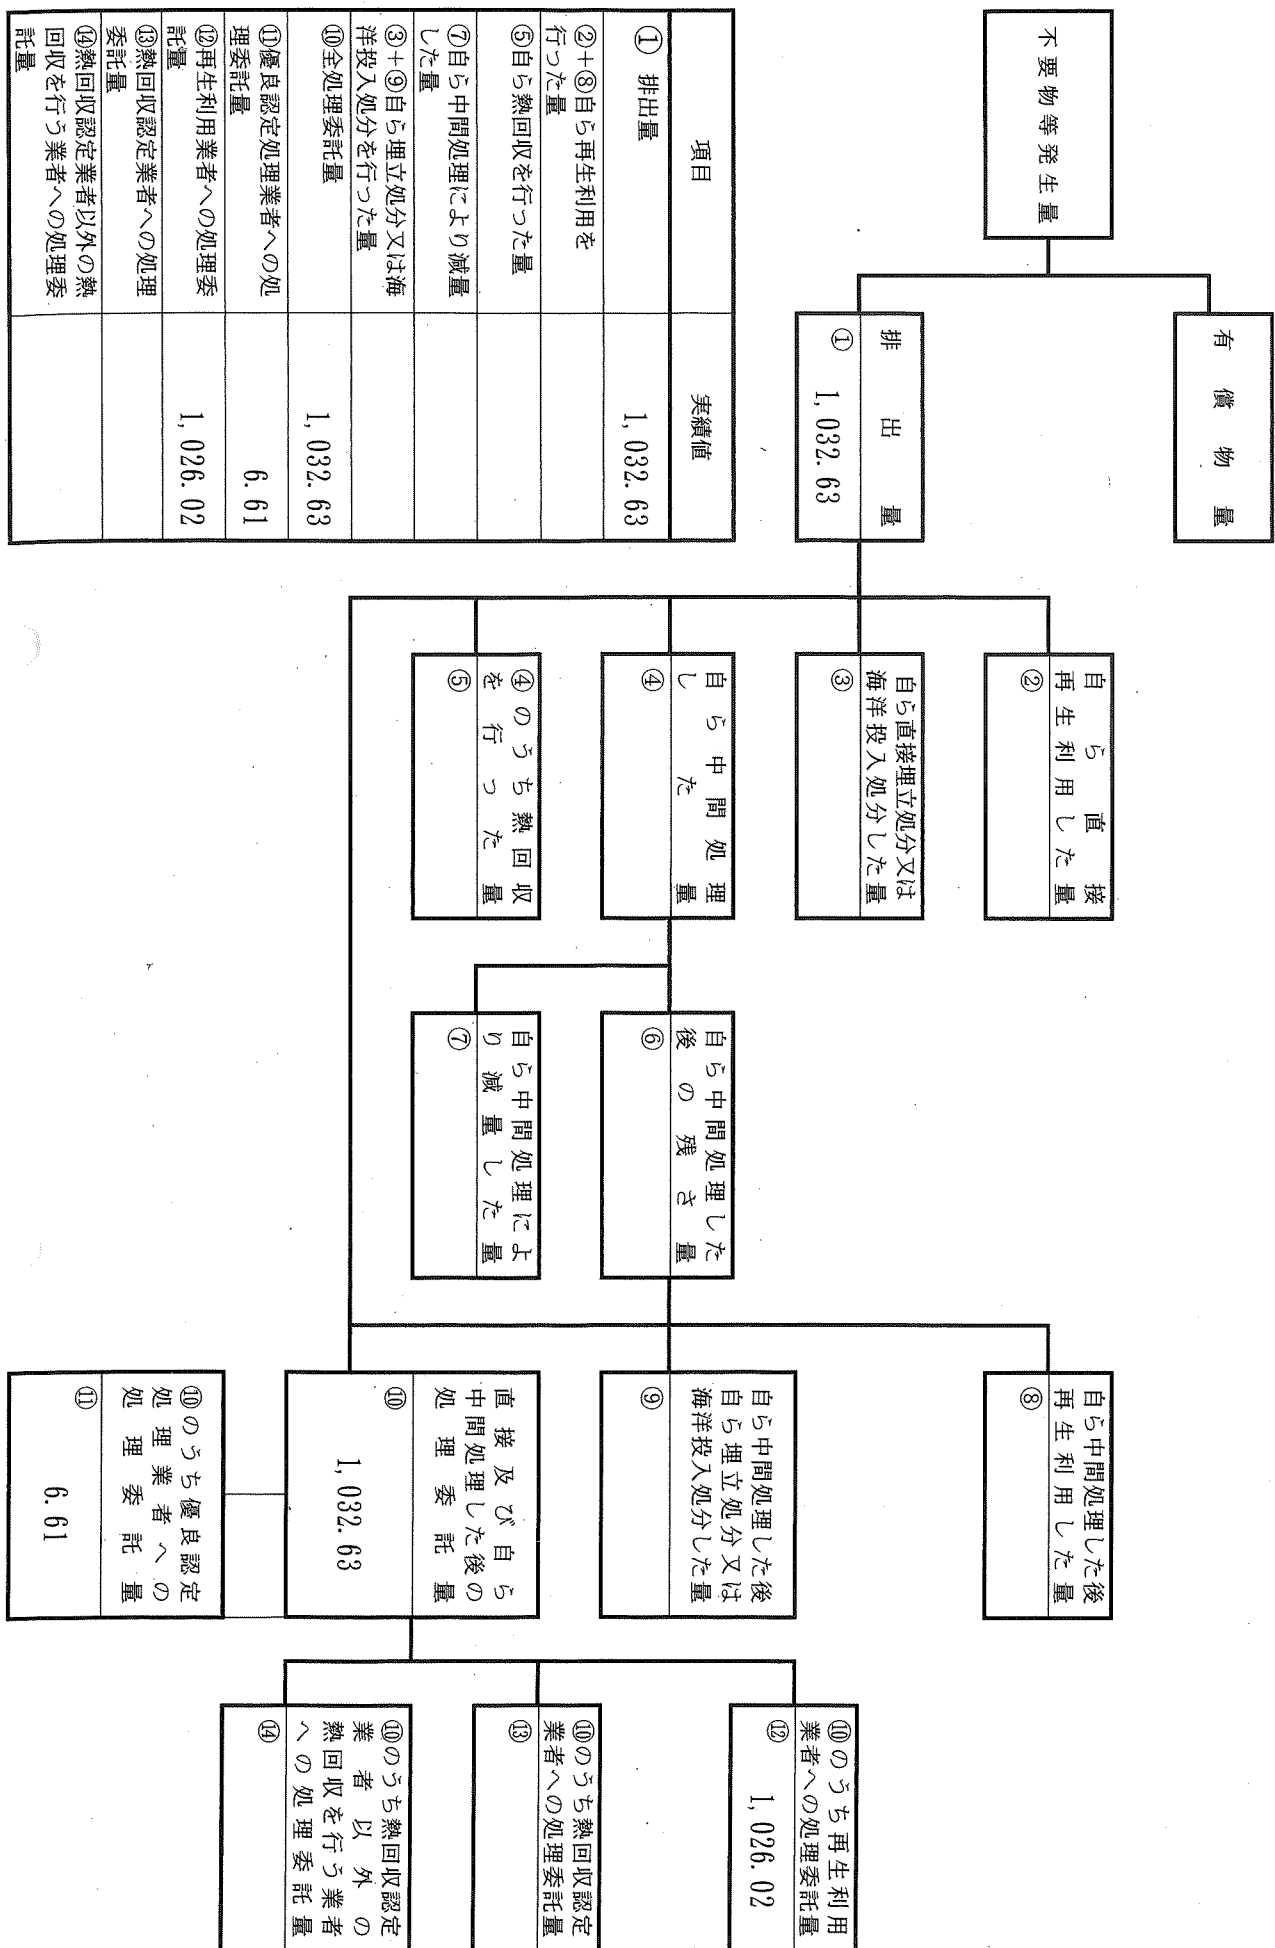 不要物等発生量
有償物量
排出量
① 1,032.63
自ら直接
再生利用した量
②
自ら直接埋立処分又は
海洋投入処分した量
③
自ら中間処理
した量
④
④のうち熱回収
を行った量
⑤
自ら中間処理した
後の残さ量
⑥
自ら中間処理によ
り減量した量
⑦
自ら中間処理した後
再生利用した量
⑧
自ら中間処理した後
自ら埋立処分又は
海洋投入処分した量
⑨
直接及び自ら
中間処理した後の
処理委託量
⑩
1,032.63
⑩のうち優良認定
処理業者への
処理委託量
⑪
6.61
⑩のうち再生利用
業者への処理委託量
⑫
1,026.02
⑩のうち熱回収認定
業者への処理委託量
⑬
⑩のうち熱回収認定
業者以外の
熱回収を行う業者
への処理委託量
⑭
項目 実績値
① 排出量 1,032.63
②+⑧自ら再生利用を
行った量
⑤自ら熱回収を行った量
⑦自ら中間処理により減量
した量
③+⑨自ら埋立処分又は海
洋投入処分を行った量
⑩全処理委託量 1,032.63
⑪優良認定処理業者への処
理委託量 6.61
⑫再生利用業者への処理委
託量 1,026.02
⑬熱回収認定業者への処理
委託量
⑭熱回収認定業者以外の熱
回収を行う業者への処理委
託量